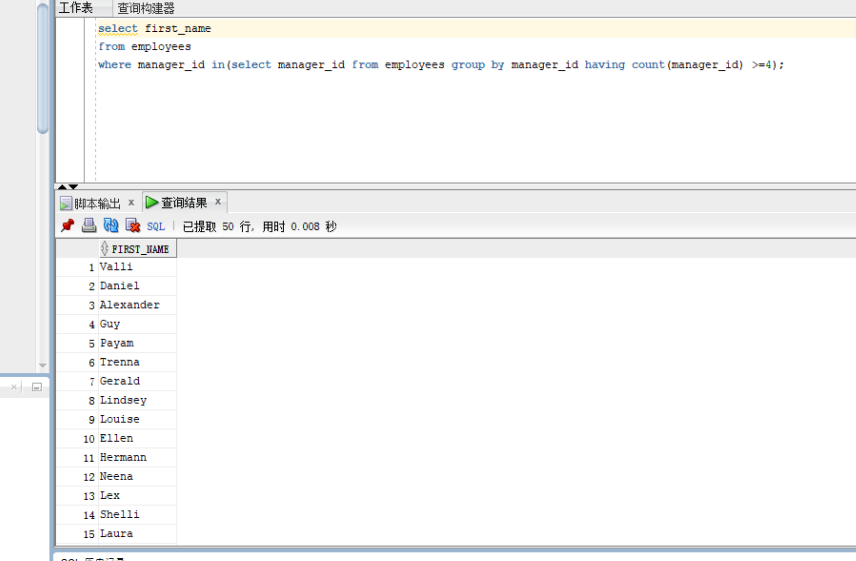 工作表 查询构建器
select first_name
from employees
where manager_id in(select manager_id from employees group by manager_id having count(manager_id) >=4);
脚本输出 x 查询结果 x
SQL 已提取 50 行, 用时 0.008 秒
FIRST_NAME
1 Valli
2 Daniel
3 Alexander
4 Guy
5 Payam
6 Trenna
7 Gerald
8 Lindsey
9 Louise
10 Ellen
11 Hermann
12 Neena
13 Lex
14 Shelli
15 Laura